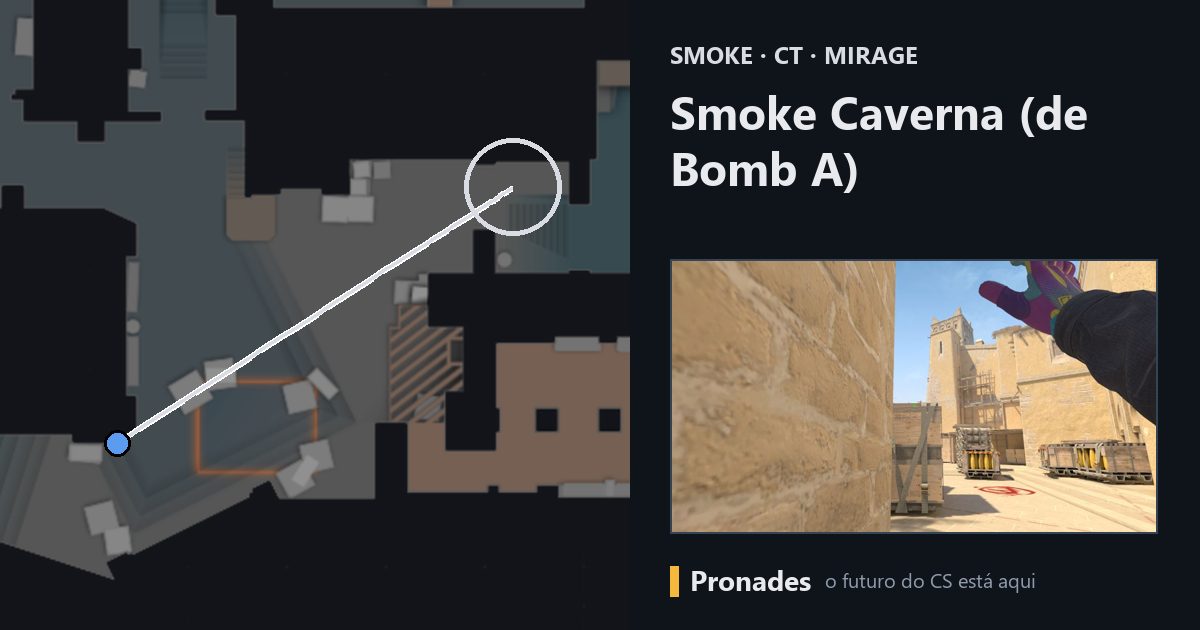 SMOKE · CT · MIRAGE
Smoke Caverna (de
Bomb A)
Pronades o futuro do CS está aqui